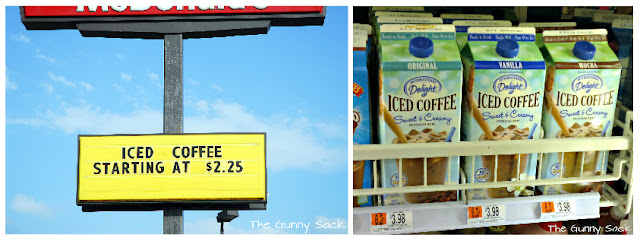 McDonald's
ICED COFFEE
STARTING AT $2.25
The Gunny Sack
ORIGINAL
VANILLA
MOCHA
Delight
Delight
Delight
ICED COFFEE
ICED COFFEE
ICED COFFEE
Sweet & Creamy
Sweet & Creamy
Sweet & Creamy
$3.98
$3.98
$3.98
The Gunny Sack